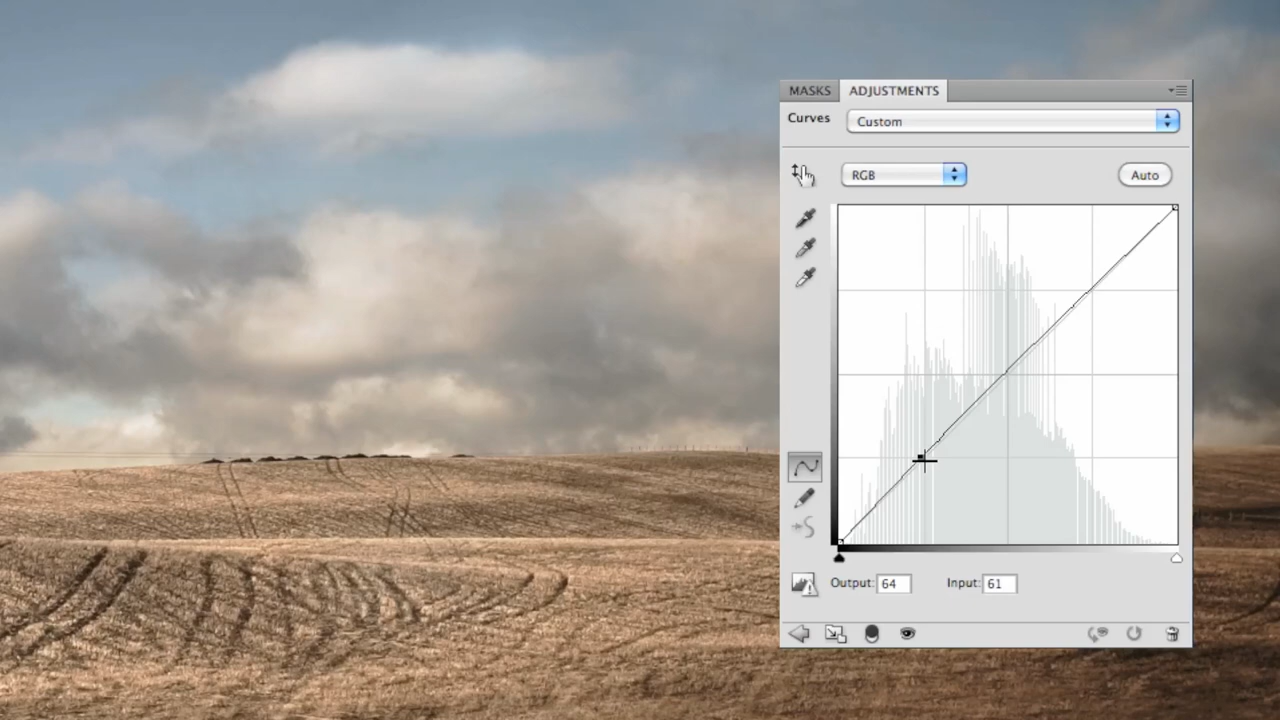 MASKS ADJUSTMENTS
Curves Custom
RGB Auto
Output: 64 Input: 61